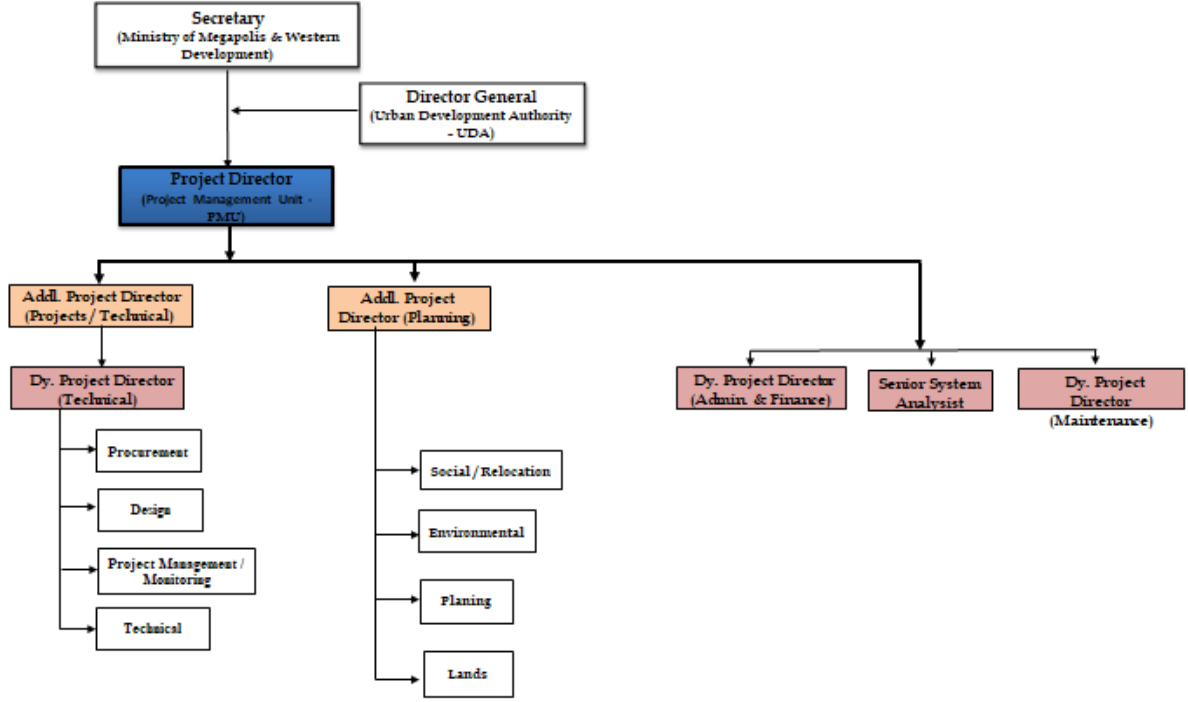 Secretary
(Ministry of Megapolis & Western
Development)
Director General
(Urban Development Authority
- UDA)
Project Director
(Project Management Unit -
PMU)
Addl. Project Director
(Projects / Technical)
Addl. Project
Director (Planning)
Dy. Project Director
(Technical)
Dy. Project Director
(Admin. & Finance)
Senior System
Analysist
Dy. Project
Director
(Maintenance)
Procurement
Design
Project Management /
Monitoring
Technical
Social / Relocation
Environmental
Planing
Lands